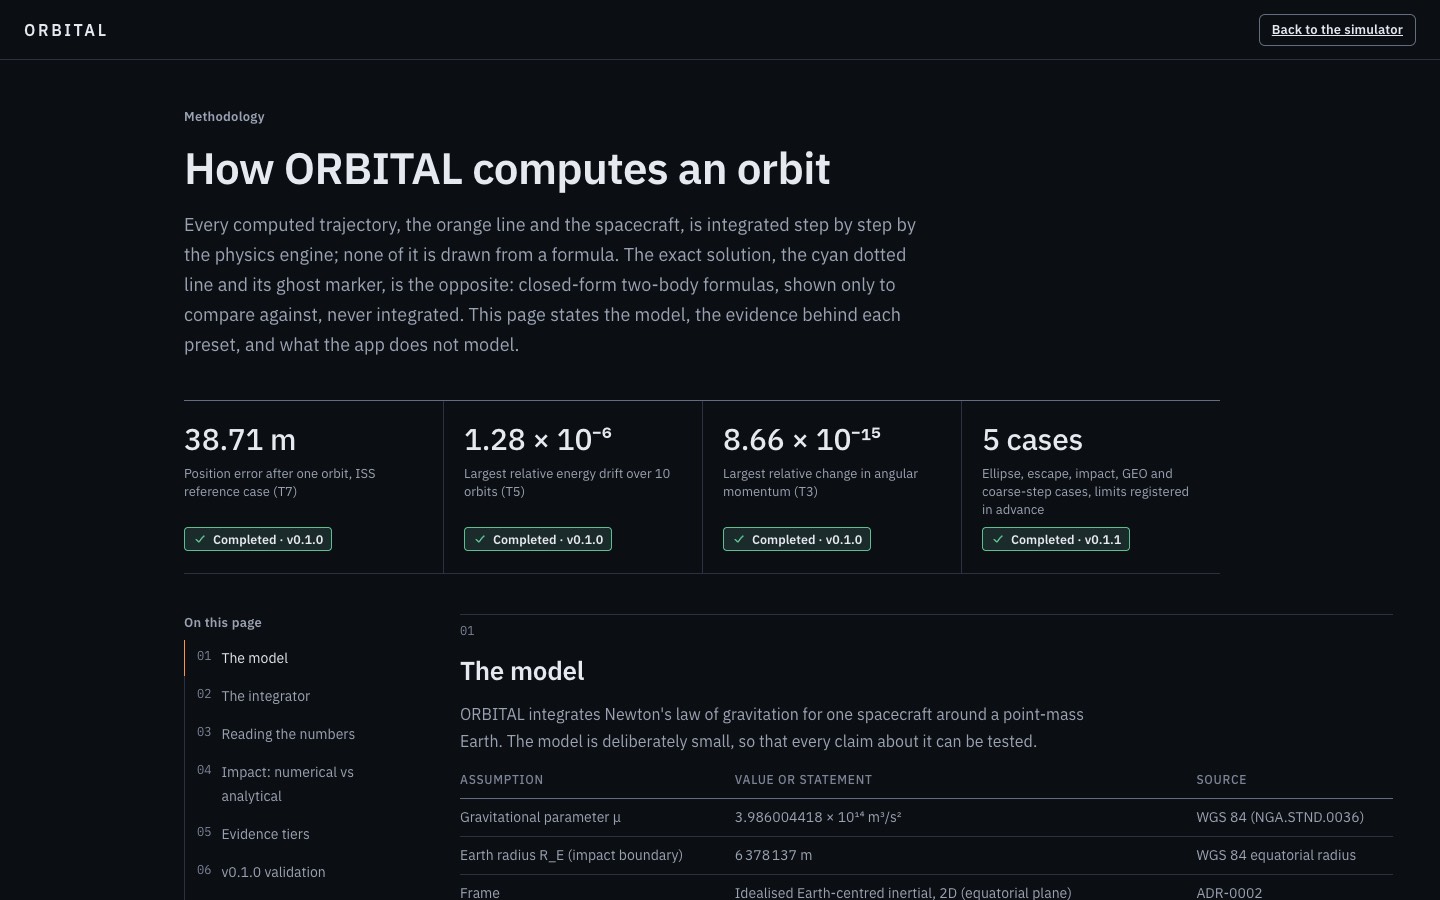 ORBITAL
Back to the simulator
Methodology
How ORBITAL computes an orbit
Every computed trajectory, the orange line and the spacecraft, is integrated step by step by
the physics engine; none of it is drawn from a formula. The exact solution, the cyan dotted
line and its ghost marker, is the opposite: closed-form two-body formulas, shown only to
compare against, never integrated. This page states the model, the evidence behind each
preset, and what the app does not model.
38.71 m
Position error after one orbit, ISS
reference case (T7)
✓ Completed · v0.1.0
1.28 × 10⁻⁶
Largest relative energy drift over 10
orbits (T5)
✓ Completed · v0.1.0
8.66 × 10⁻¹⁵
Largest relative change in angular
momentum (T3)
✓ Completed · v0.1.0
5 cases
Ellipse, escape, impact, GEO and
coarse-step cases, limits registered
in advance
✓ Completed · v0.1.1
On this page
01 The model
02 The integrator
03 Reading the numbers
04 Impact: numerical vs
analytical
05 Evidence tiers
06 v0.1.0 validation
01
The model
ORBITAL integrates Newton's law of gravitation for one spacecraft around a point-mass
Earth. The model is deliberately small, so that every claim about it can be tested.
ASSUMPTION VALUE OR STATEMENT SOURCE
Gravitational parameter μ 3.986004418 × 10¹⁴ m³/s² WGS 84 (NGA.STND.0036)
Earth radius R_E (impact boundary) 6 378 137 m WGS 84 equatorial radius
Frame Idealised Earth-centred inertial, 2D (equatorial plane) ADR-0002